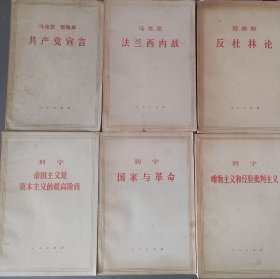 马克思 恩格斯
共产党宣言
人民出版社
马克思
法兰西内战
人民出版社
恩格斯
反杜林论
人民出版社
列宁
帝国主义是
资本主义的最高阶段
人民出版社
列宁
国家与革命
人民出版社
列宁
唯物主义和经验批判主义
人民出版社